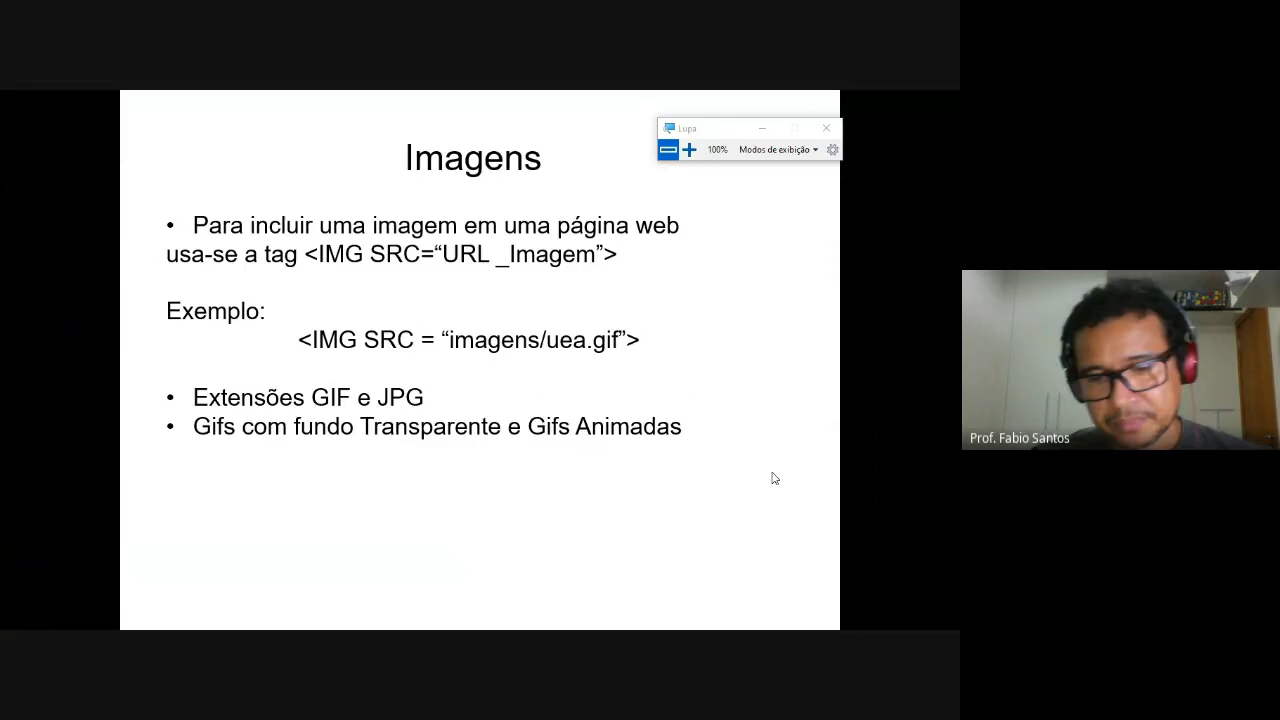 Lupa
100% Modos de exibição
Imagens
• Para incluir uma imagem em uma página web
usa-se a tag <IMG SRC=“URL _Imagem”>
Exemplo:
<IMG SRC = “imagens/uea.gif”>
• Extensões GIF e JPG
• Gifs com fundo Transparente e Gifs Animadas
Prof. Fabio Santos